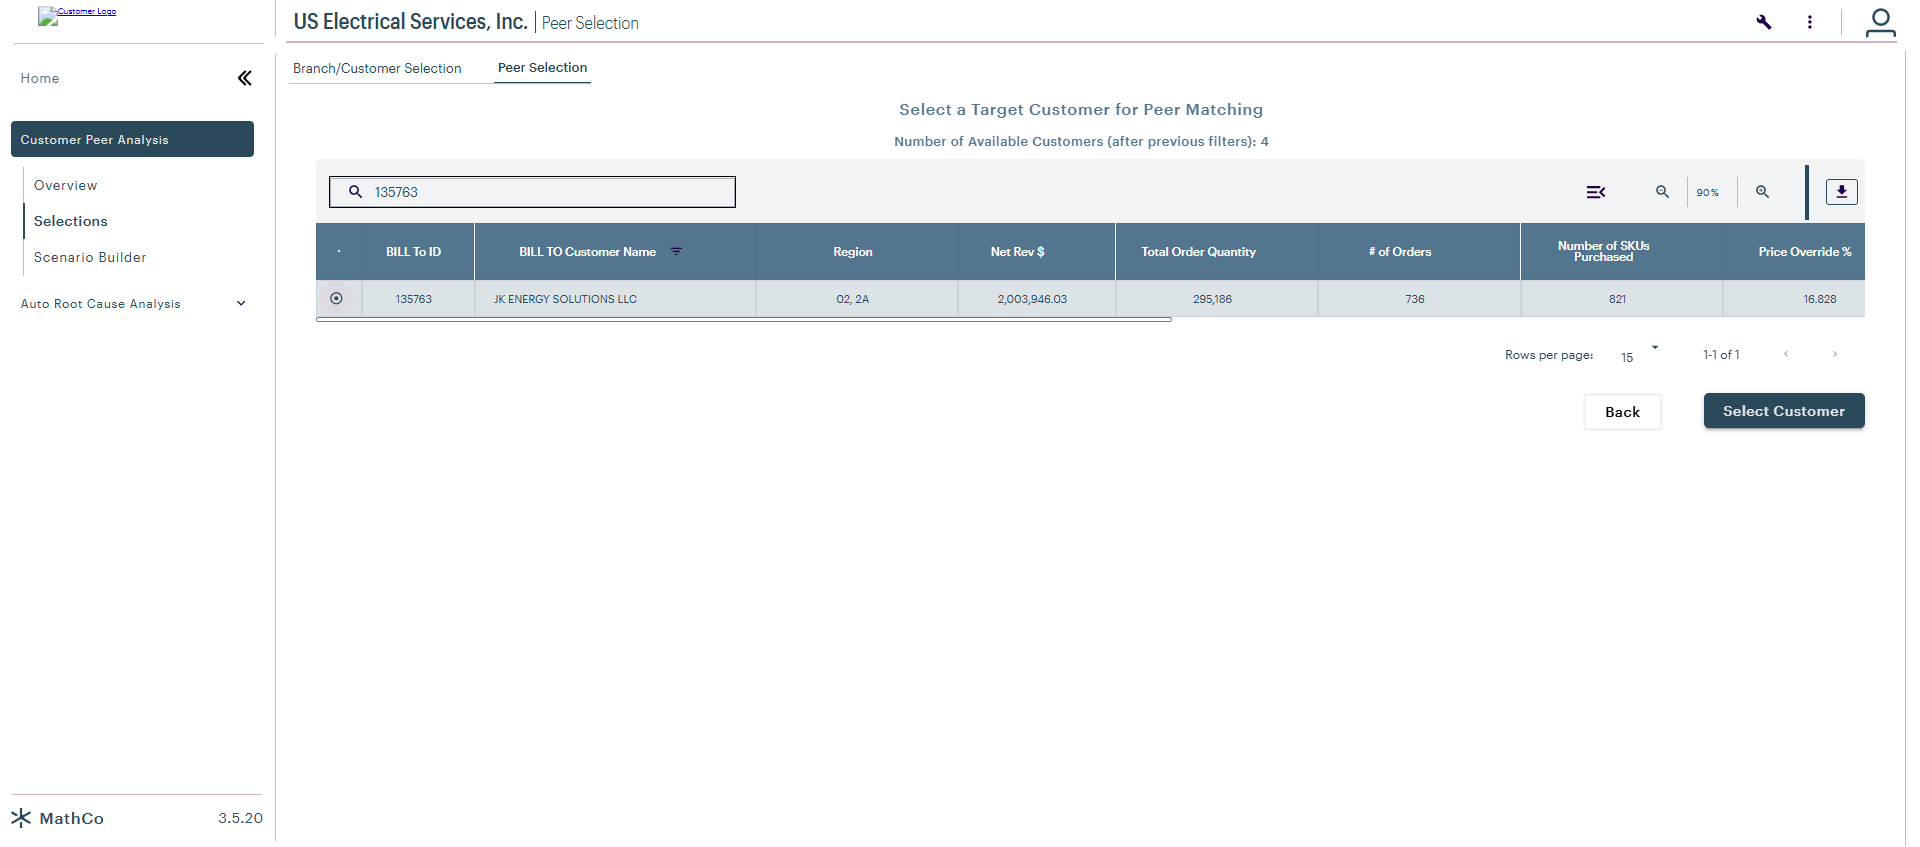 Customer Logo
US Electrical Services, Inc. | Peer Selection
Home
Customer Peer Analysis
Overview
Selections
Scenario Builder
Auto Root Cause Analysis
MathCo 3.5.20
Branch/Customer Selection Peer Selection
Select a Target Customer for Peer Matching
Number of Available Customers (after previous filters): 4
135763
90%
BILL To ID BILL TO Customer Name Region Net Rev $ Total Order Quantity # of Orders Number of SKUs Purchased Price Override %
135763 JK ENERGY SOLUTIONS LLC 02, 2A 2,003,946.03 295,186 736 821 16.828
Rows per page: 15 1-1 of 1
Back Select Customer